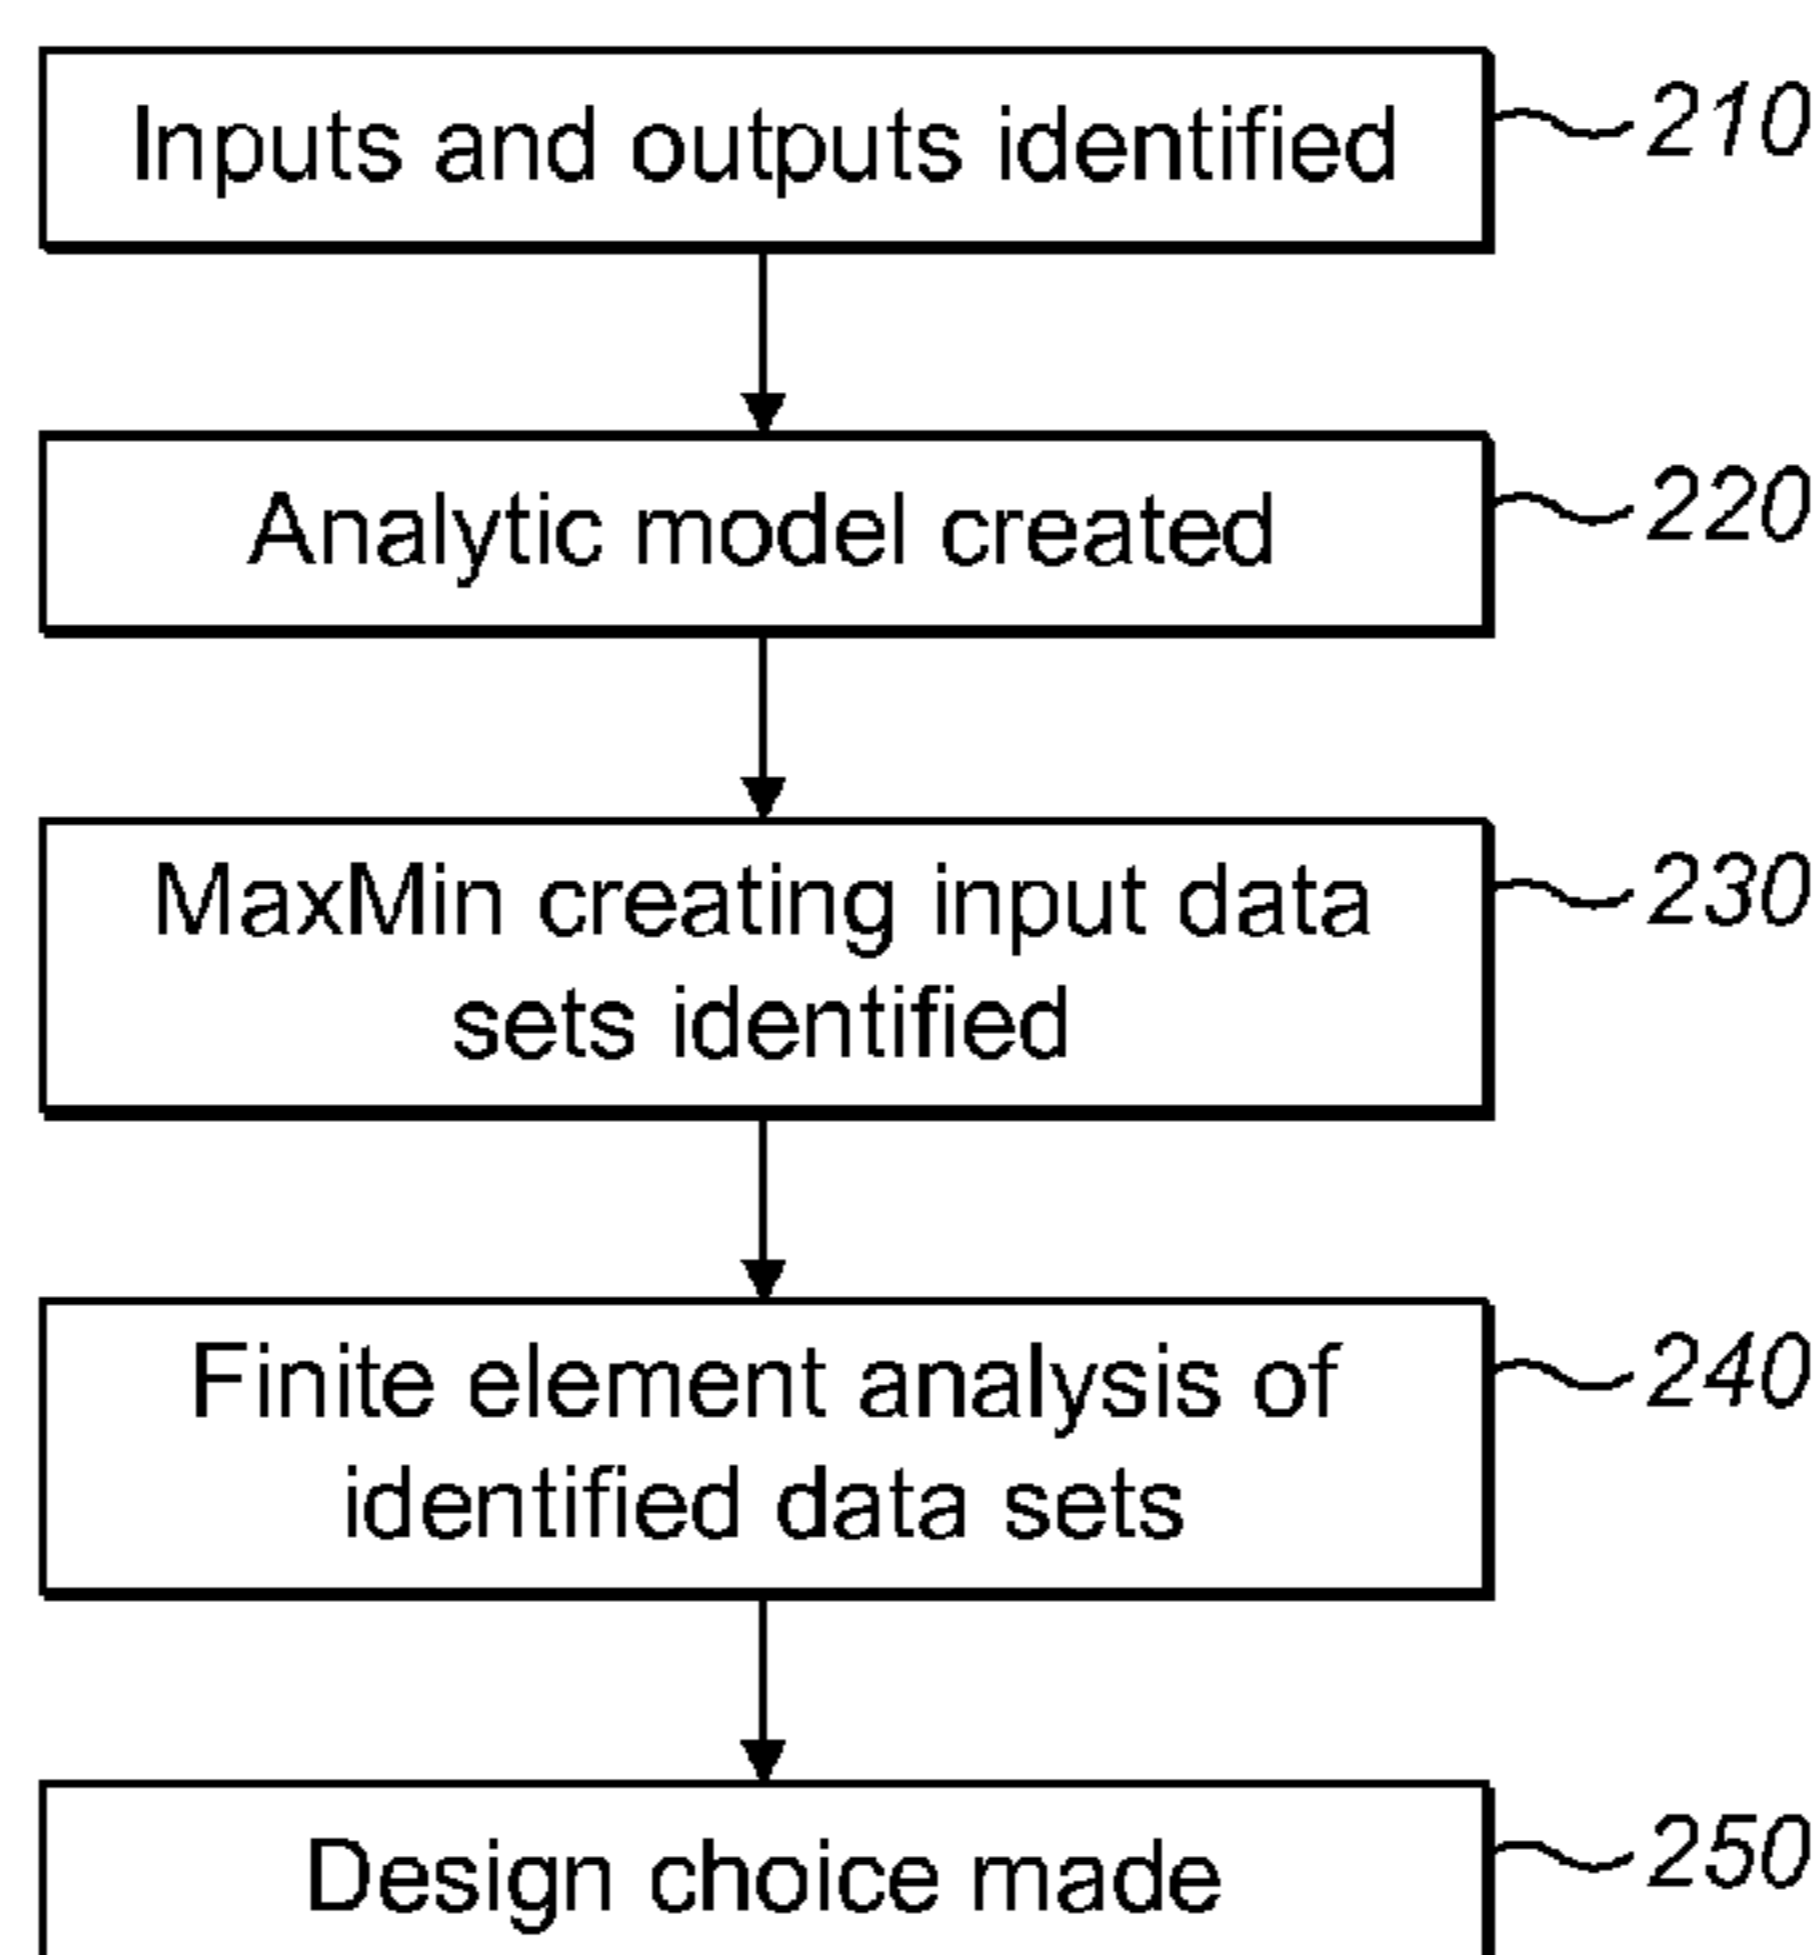 Inputs and outputs identified
210
Analytic model created
220
MaxMin creating input data
sets identified
230
Finite element analysis of
identified data sets
240
Design choice made
250